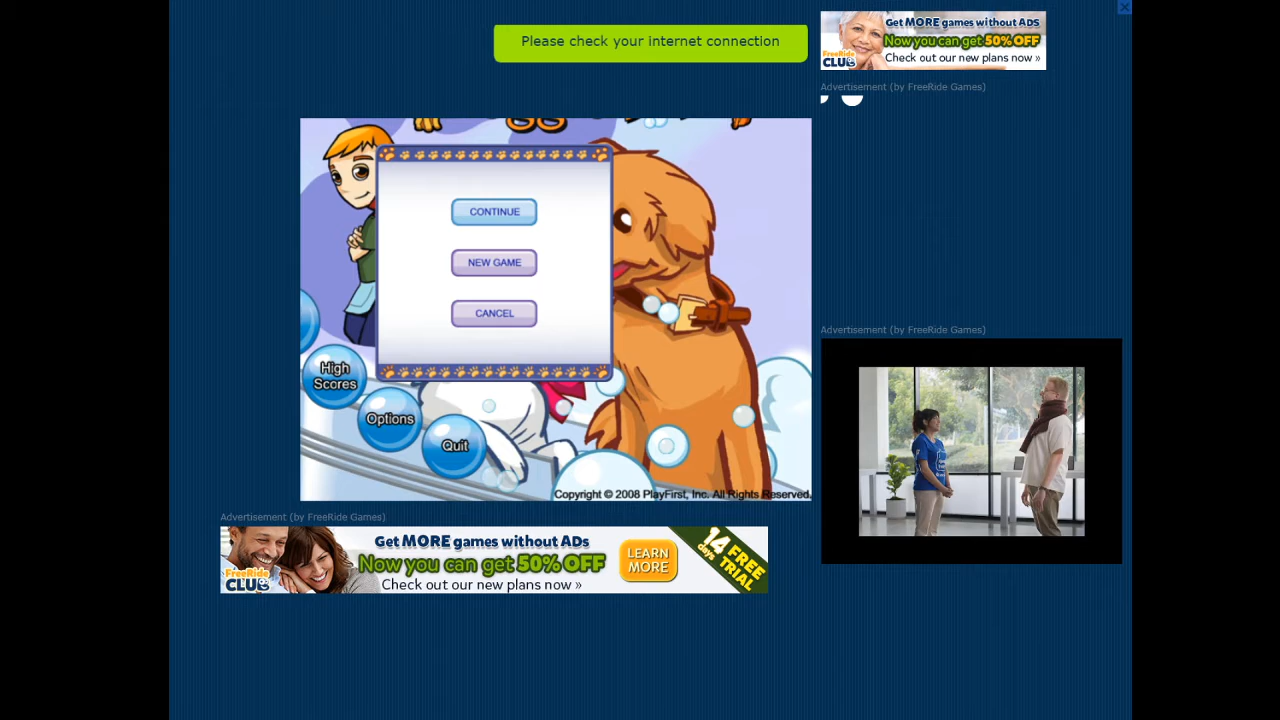 Please check your internet connection
Get MORE games without ADS
Now you can get 50% OFF
Check out our new plans now »
FreeRide
CLUB
Advertisement (by FreeRide Games)
CONTINUE
NEW GAME
CANCEL
High
Scores
Options
Quit
Copyright © 2008 PlayFirst, Inc. All Rights Reserved.
Advertisement (by FreeRide Games)
Advertisement (by FreeRide Games)
Get MORE games without ADs
Now you can get 50% OFF
Check out our new plans now »
FreeRide
CLUB
LEARN
MORE
14 FREE
days TRIAL